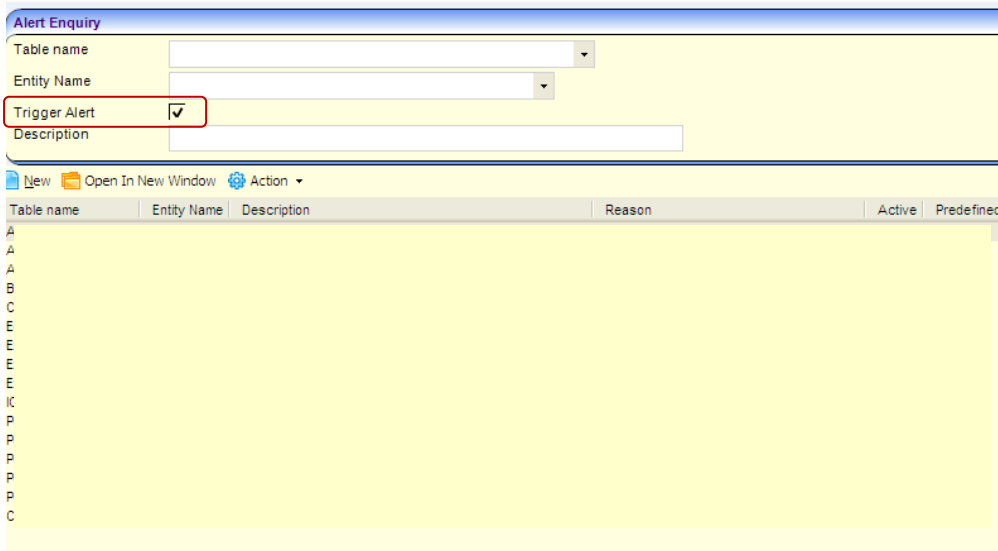 Alert Enquiry
Table name
Entity Name
Trigger Alert
Description
New Open In New Window Action
Table name Entity Name Description Reason Active Predefined
A
A
A
B
C
E
E
E
E
IC
P
P
P
P
P
C